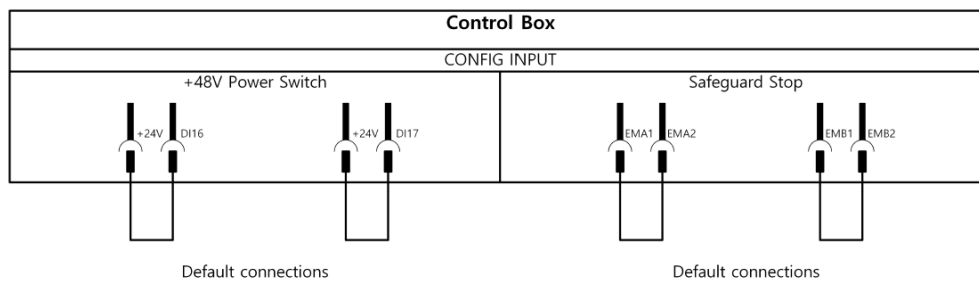 Control Box
CONFIG INPUT
+48V Power Switch
Safeguard Stop
+24V DI16 +24V DI17 EMA1 EMA2 EMB1 EMB2
Default connections
Default connections